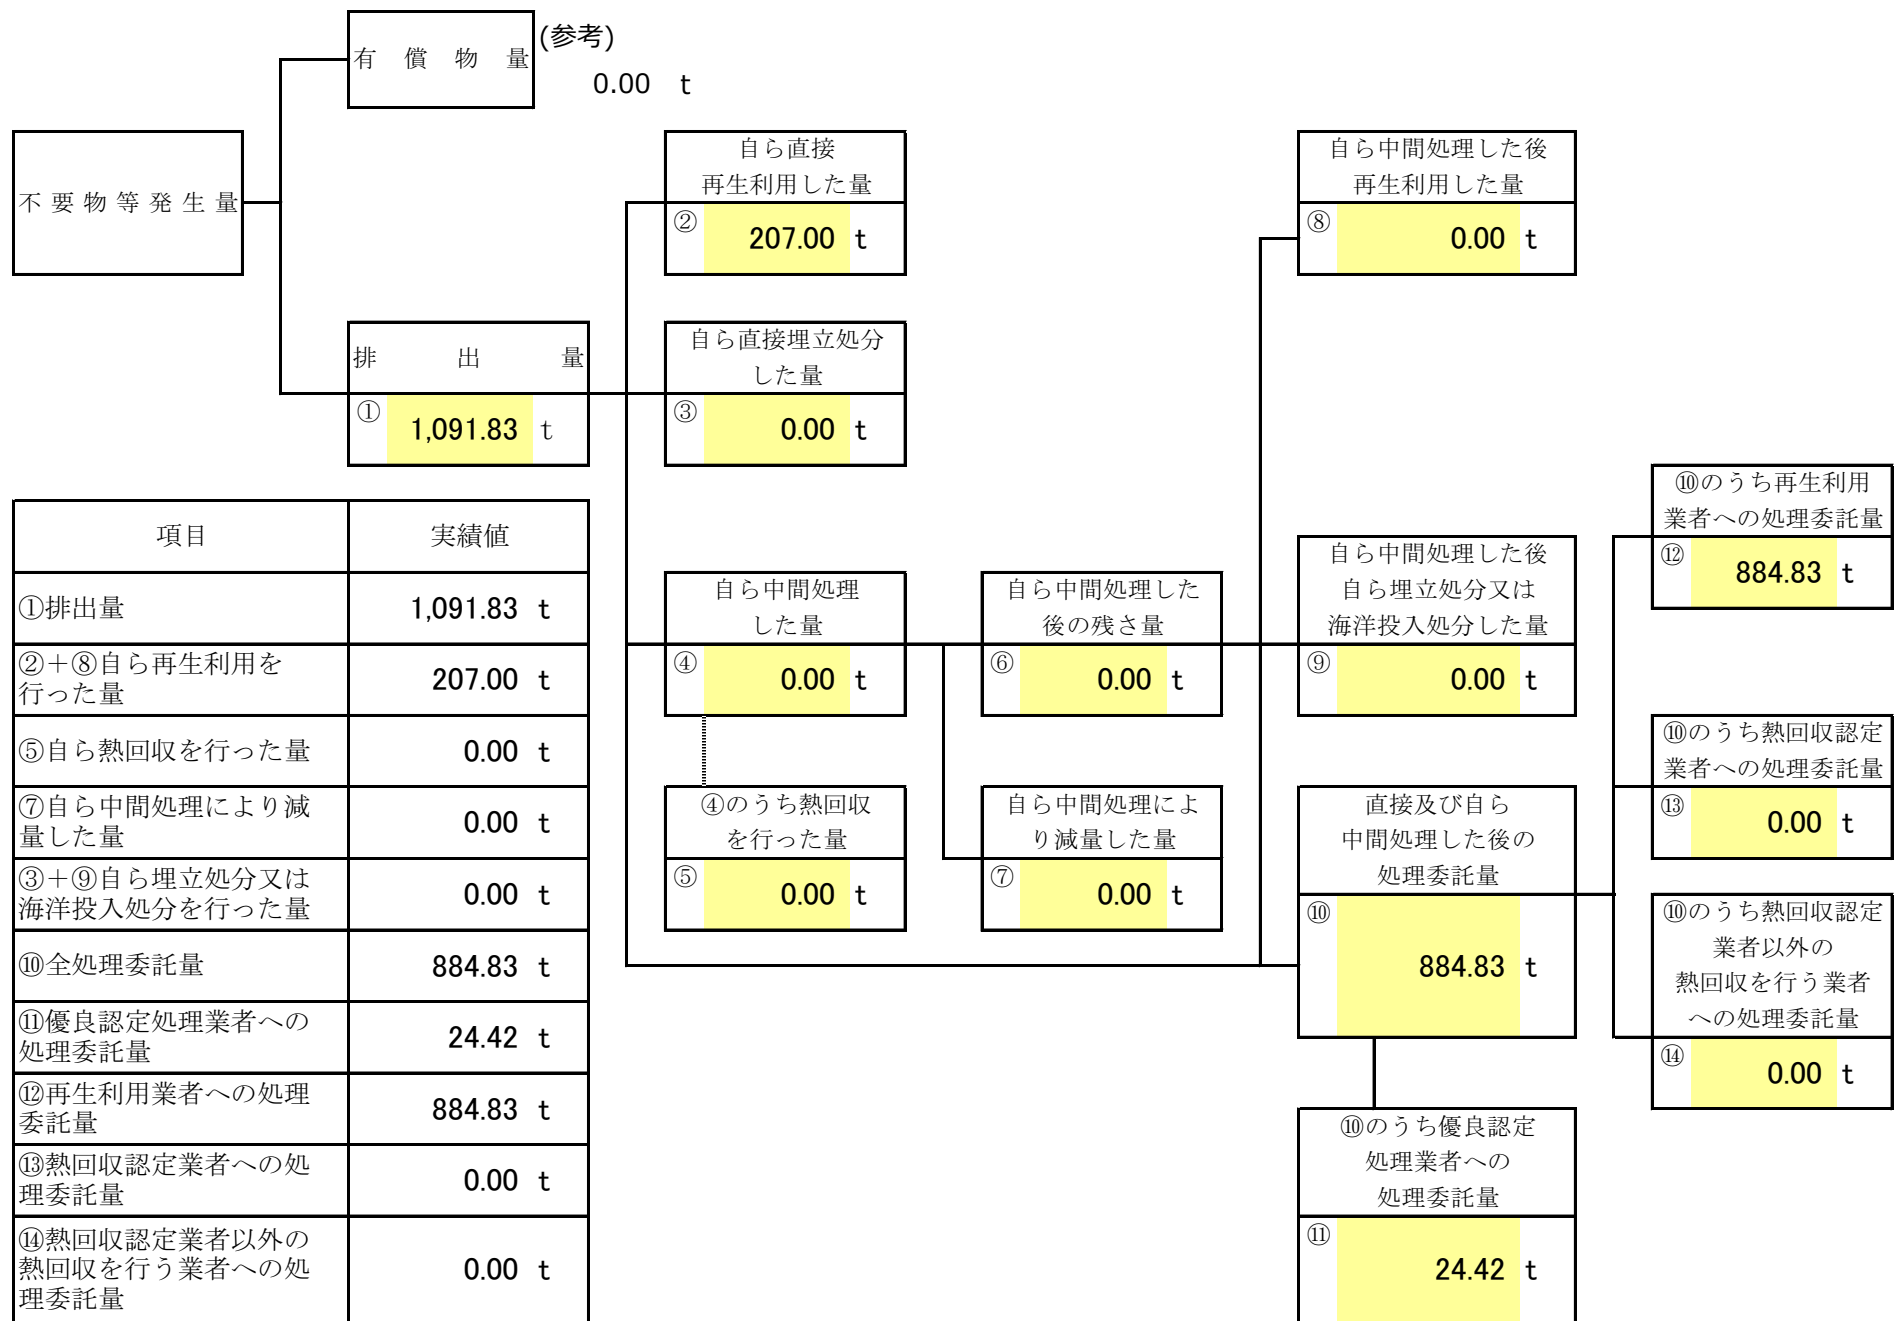 有償物量
(参考)
0.00 t
不要物等発生量
自ら直接
再生利用した量
②
207.00 t
自ら中間処理した後
再生利用した量
⑧
0.00 t
排出量
①
1,091.83 t
自ら直接埋立処分
した量
③
0.00 t
⑩のうち再生利用
業者への処理委託量
⑫
884.83 t
自ら中間処理
した量
④
0.00 t
自ら中間処理した
後の残さ量
⑥
0.00 t
自ら中間処理した後
自ら埋立処分又は
海洋投入処分した量
⑨
0.00 t
⑩のうち熱回収認定
業者への処理委託量
⑬
0.00 t
④のうち熱回収
を行った量
⑤
0.00 t
自ら中間処理によ
り減量した量
⑦
0.00 t
直接及び自ら
中間処理した後の
処理委託量
⑩
884.83 t
⑩のうち熱回収認定
業者以外の
熱回収を行う業者
への処理委託量
⑭
0.00 t
⑩のうち優良認定
処理業者への
処理委託量
⑪
24.42 t
項目 実績値
①排出量 1,091.83 t
②＋⑧自ら再生利用を
行った量 207.00 t
⑤自ら熱回収を行った量 0.00 t
⑦自ら中間処理により減
量した量 0.00 t
③＋⑨自ら埋立処分又は
海洋投入処分を行った量 0.00 t
⑩全処理委託量 884.83 t
⑪優良認定処理業者への
処理委託量 24.42 t
⑫再生利用業者への処理
委託量 884.83 t
⑬熱回収認定業者への処
理委託量 0.00 t
⑭熱回収認定業者以外の
熱回収を行う業者への処
理委託量 0.00 t